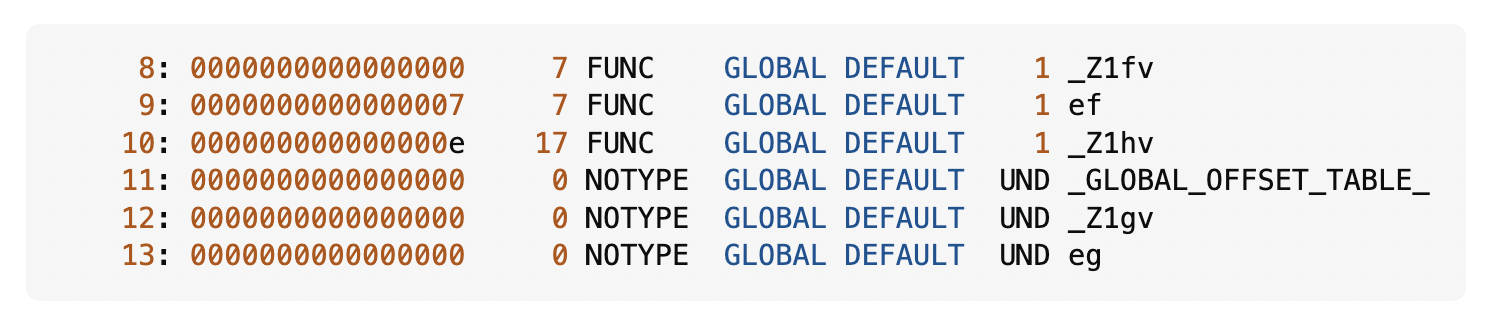 8: 0000000000000000     7 FUNC    GLOBAL DEFAULT    1 _Z1fv
9: 0000000000000007     7 FUNC    GLOBAL DEFAULT    1 ef
10: 000000000000000e    17 FUNC    GLOBAL DEFAULT    1 _Z1hv
11: 0000000000000000     0 NOTYPE  GLOBAL DEFAULT  UND _GLOBAL_OFFSET_TABLE_
12: 0000000000000000     0 NOTYPE  GLOBAL DEFAULT  UND _Z1gv
13: 0000000000000000     0 NOTYPE  GLOBAL DEFAULT  UND eg